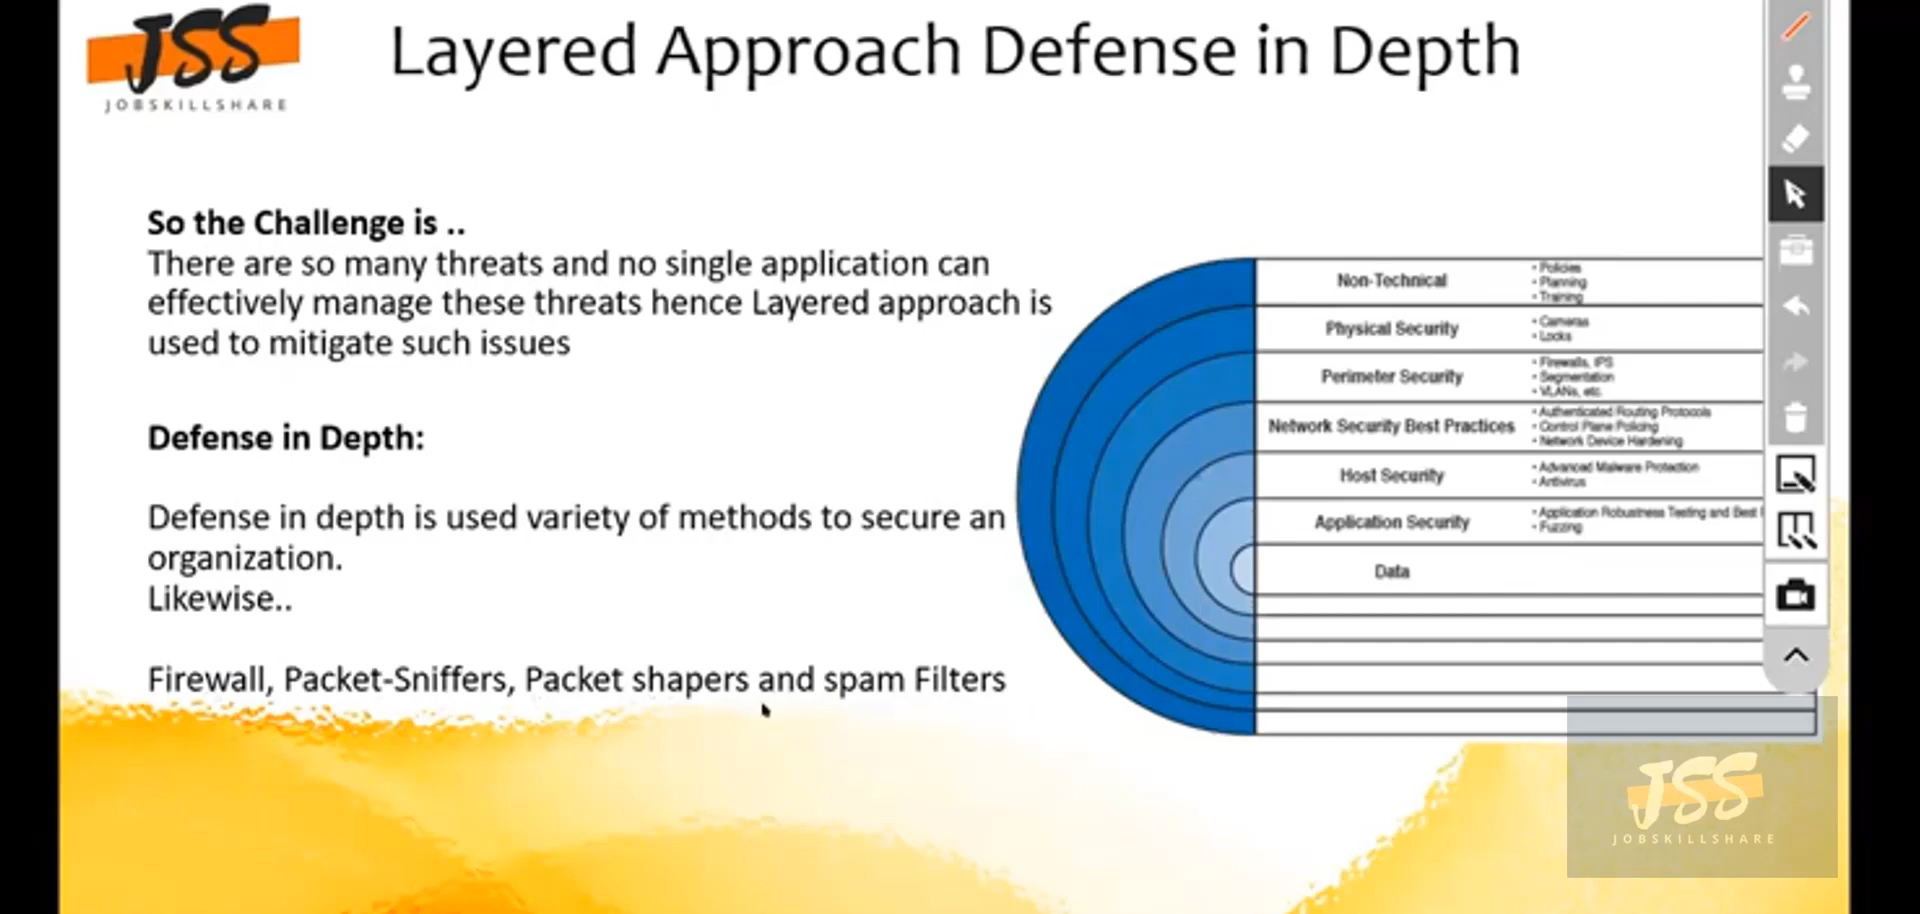 JSS
JOBSKILLSHARE
Layered Approach Defense in Depth
So the Challenge is ..
There are so many threats and no single application can
effectively manage these threats hence Layered approach is
used to mitigate such issues
Defense in Depth:
Defense in depth is used variety of methods to secure an
organization.
Likewise..
Firewall, Packet-Sniffers, Packet shapers and spam Filters
Non-Technical
• Policies
• Planning
• Training
Physical Security
• Cameras
• Locks
Perimeter Security
• Firewalls, IPS
• Segmentation
• VLANs, etc.
Network Security Best Practices
• Authenticated Routing Protocols
• Control Plane Policing
• Network Device Hardening
Host Security
• Advanced Malware Protection
• Antivirus
Application Security
• Application Robustness Testing and Best
• Fuzzing
Data
JSS
JOBSKILLSHARE